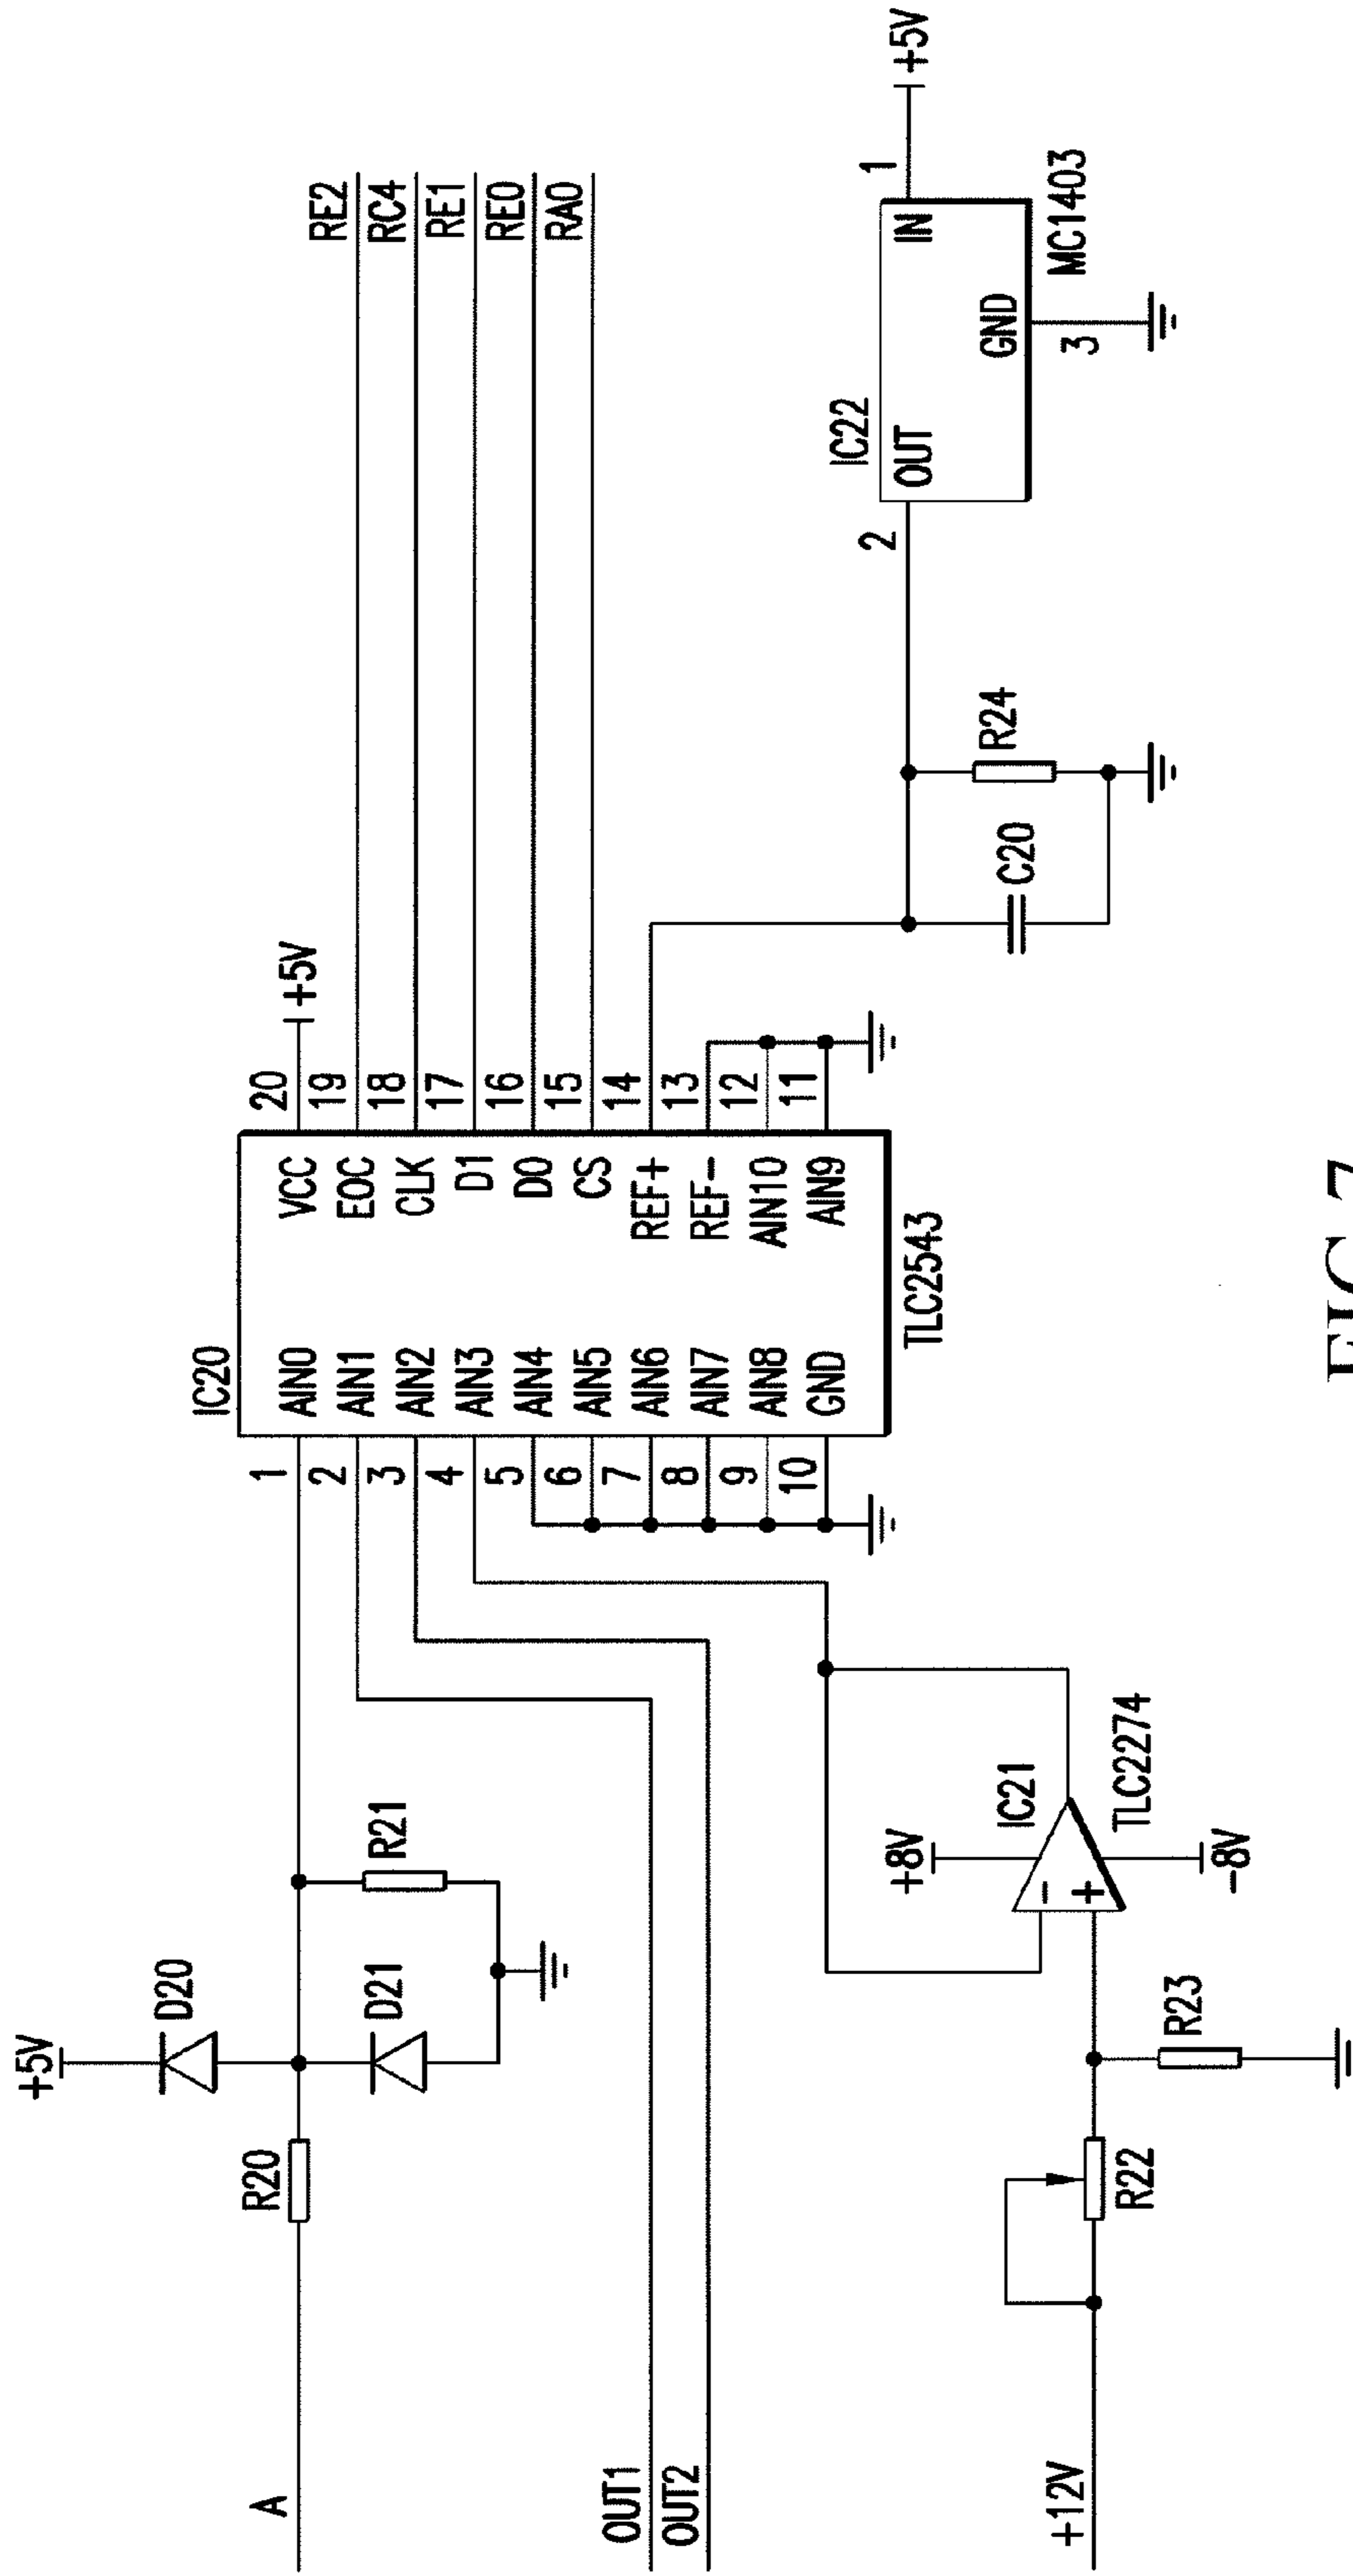 +5V
D20
A
R20
D21
R21
OUT1
OUT2
+12V
R22
R23
+8V
IC21
-
+
TLC2274
-8V
IC20
1 AIN0
2 AIN1
3 AIN2
4 AIN3
5 AIN4
6 AIN5
7 AIN6
8 AIN7
9 AIN8
10 GND
VCC 20 +5V
EOC 19 RE2
CLK 18 RC4
D1 17 RE1
D0 16 RE0
CS 15 RA0
REF+ 14
REF- 13
AIN10 12
AIN9 11
TLC2543
C20
R24
IC22
2 OUT
IN 1 +5V
GND
3
MC1403